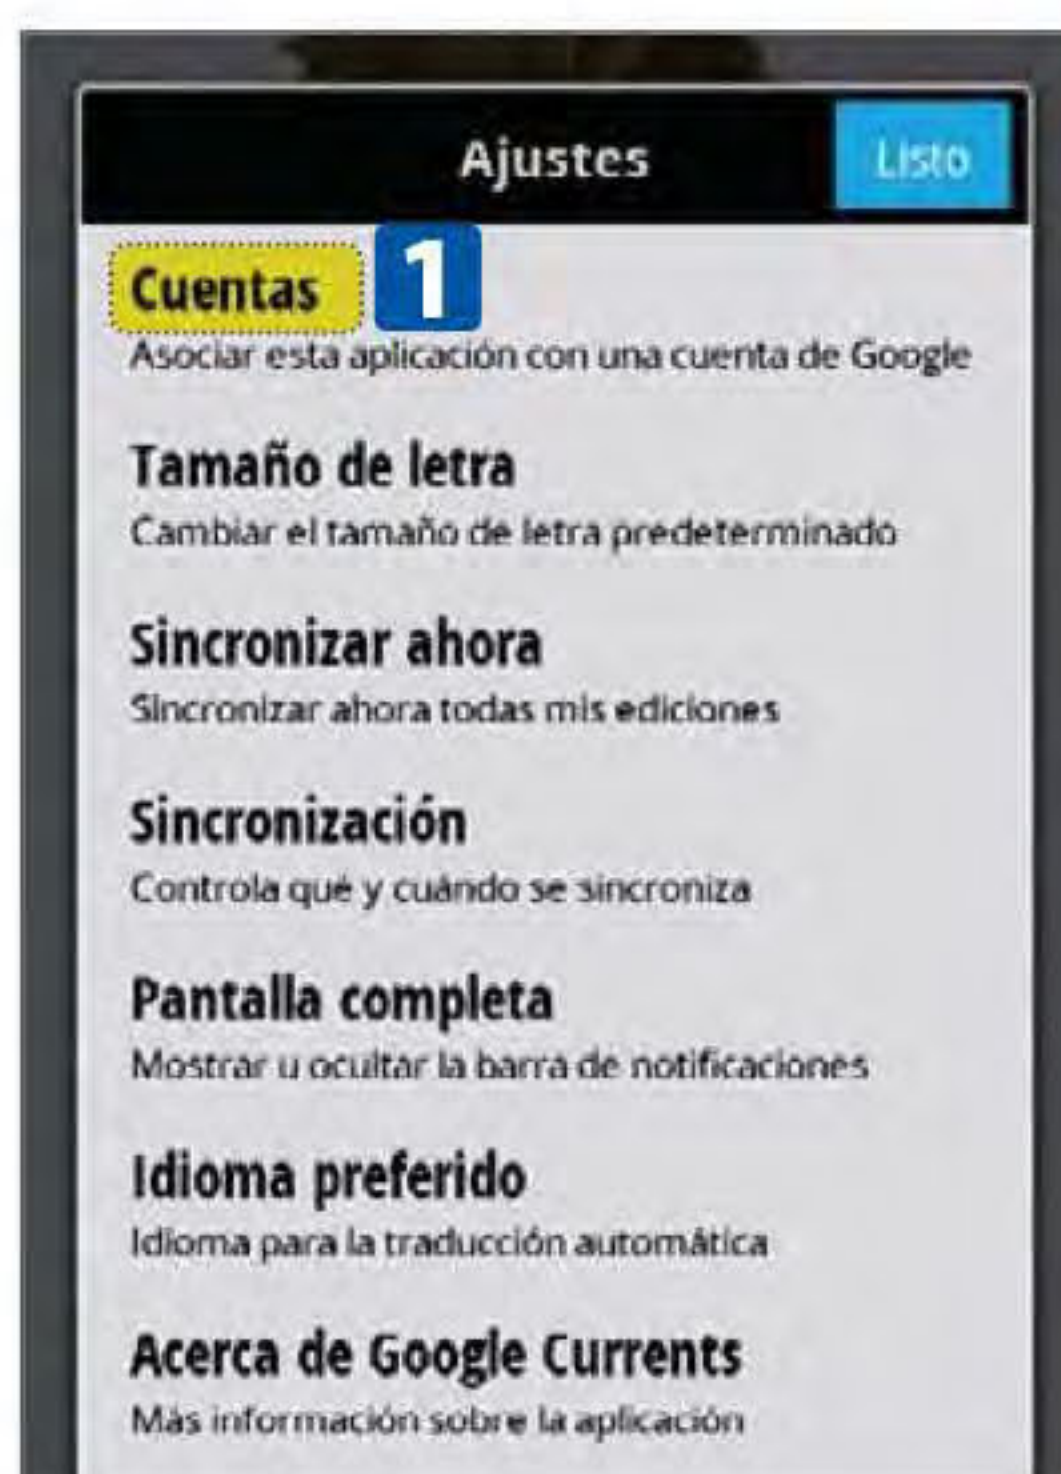 Ajustes
Listo
Cuentas 1
Asociar esta aplicación con una cuenta de Google
Tamaño de letra
Cambiar el tamaño de letra predeterminado
Sincronizar ahora
Sincronizar ahora todas mis ediciones
Sincronización
Controla qué y cuándo se sincroniza
Pantalla completa
Mostrar u ocultar la barra de notificaciones
Idioma preferido
Idioma para la traducción automática
Acerca de Google Currents
Más información sobre la aplicación